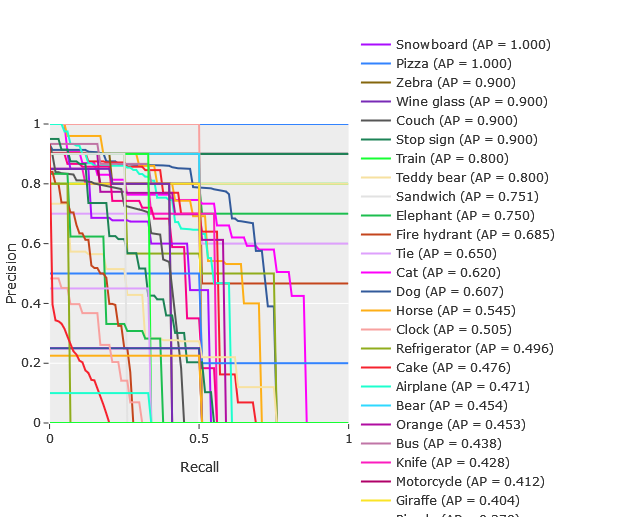 Snowboard (AP = 1.000)
Pizza (AP = 1.000)
Zebra (AP = 0.900)
Wine glass (AP = 0.900)
Couch (AP = 0.900)
Stop sign (AP = 0.900)
Train (AP = 0.800)
Teddy bear (AP = 0.800)
Sandwich (AP = 0.751)
Elephant (AP = 0.750)
Fire hydrant (AP = 0.685)
Tie (AP = 0.650)
Cat (AP = 0.620)
Dog (AP = 0.607)
Horse (AP = 0.545)
Clock (AP = 0.505)
Refrigerator (AP = 0.496)
Cake (AP = 0.476)
Airplane (AP = 0.471)
Bear (AP = 0.454)
Orange (AP = 0.453)
Bus (AP = 0.438)
Knife (AP = 0.428)
Motorcycle (AP = 0.412)
Giraffe (AP = 0.404)
1
0.8
0.6
0.4
0.2
0
Precision
0
0.5
1
Recall